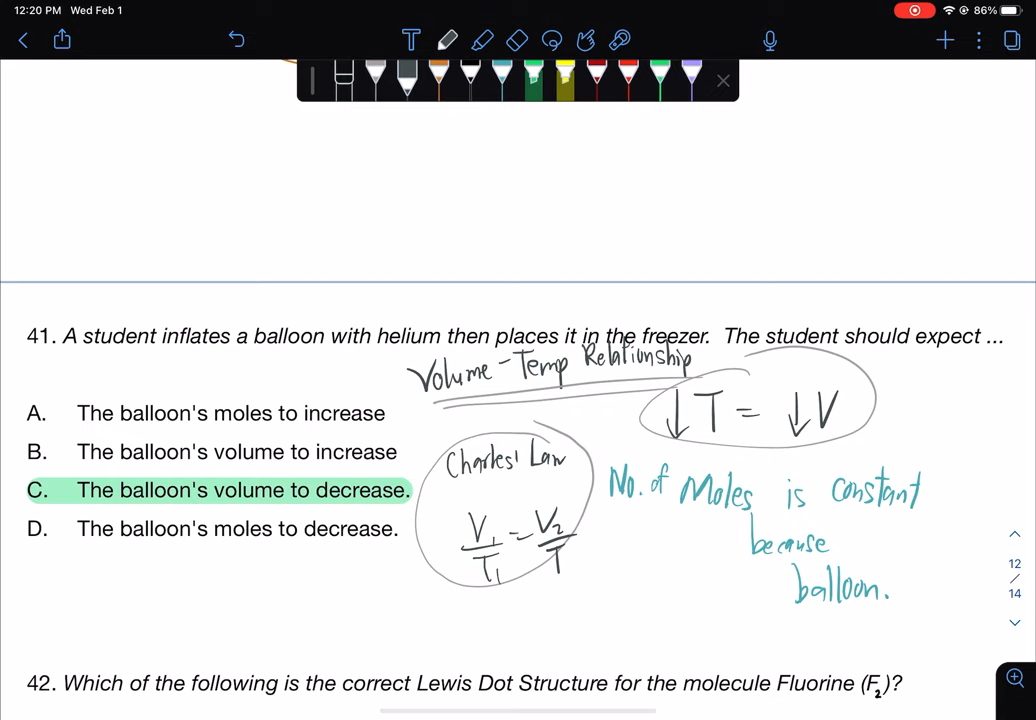 12:20 PM Wed Feb 1
86%
T
41. A student inflates a balloon with helium then places it in the freezer. The student should expect ...
Volume - Temp Relationship
↓T = ↓V
A. The balloon's moles to increase
B. The balloon's volume to increase
C. The balloon's volume to decrease.
D. The balloon's moles to decrease.
Charles' Law
V₁/T₁ = V₂/T
No. of Moles is constant
because
balloon.
12
/
14
42. Which of the following is the correct Lewis Dot Structure for the molecule Fluorine (F₂)?